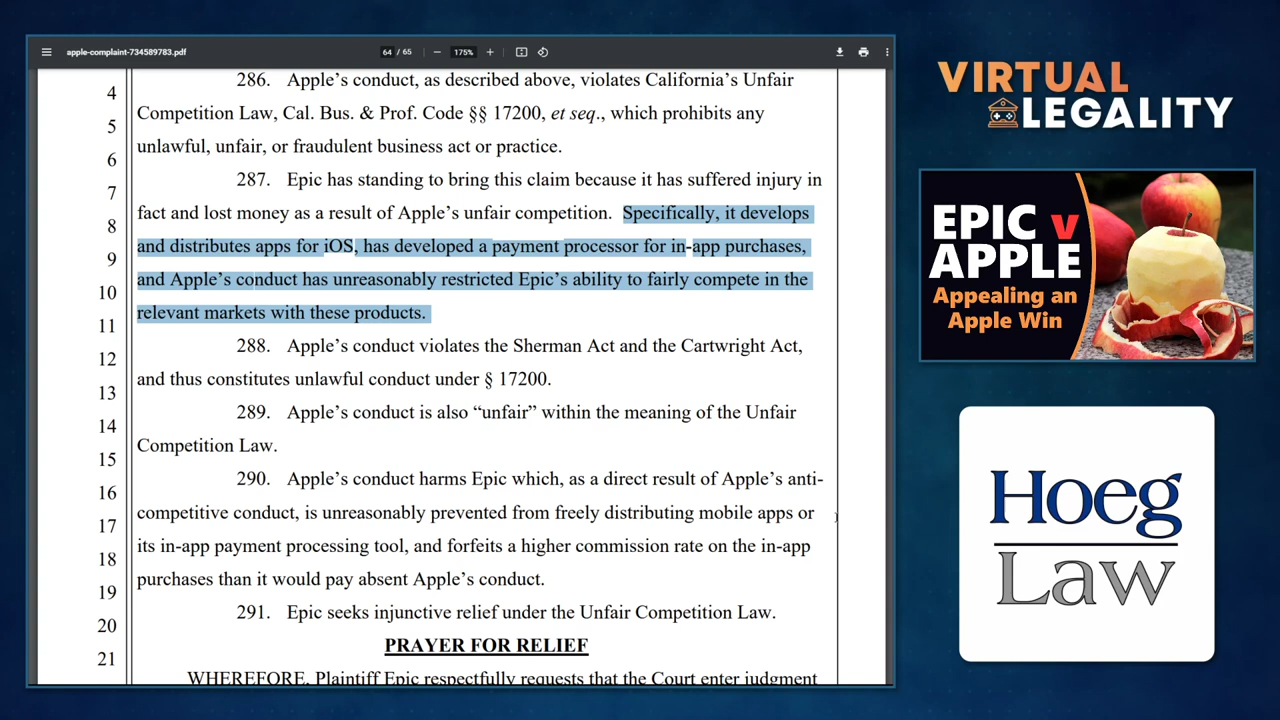 apple-complaint-734589783.pdf
64 / 65
175%
286. Apple’s conduct, as described above, violates California’s Unfair
4
Competition Law, Cal. Bus. & Prof. Code §§ 17200, et seq., which prohibits any
5
unlawful, unfair, or fraudulent business act or practice.
6
287. Epic has standing to bring this claim because it has suffered injury in
7
fact and lost money as a result of Apple’s unfair competition. Specifically, it develops
8
and distributes apps for iOS, has developed a payment processor for in-app purchases,
9
and Apple’s conduct has unreasonably restricted Epic’s ability to fairly compete in the
10
relevant markets with these products.
11
288. Apple’s conduct violates the Sherman Act and the Cartwright Act,
12
and thus constitutes unlawful conduct under § 17200.
13
289. Apple’s conduct is also “unfair” within the meaning of the Unfair
14
Competition Law.
15
290. Apple’s conduct harms Epic which, as a direct result of Apple’s anti-
16
competitive conduct, is unreasonably prevented from freely distributing mobile apps or
17
its in-app payment processing tool, and forfeits a higher commission rate on the in-app
18
purchases than it would pay absent Apple’s conduct.
19
291. Epic seeks injunctive relief under the Unfair Competition Law.
20
PRAYER FOR RELIEF
21
WHEREFORE, Plaintiff Epic respectfully requests that the Court enter judgment
VIRTUAL
LEGALITY
EPIC v
APPLE
Appealing an
Apple Win
Hoeg
Law